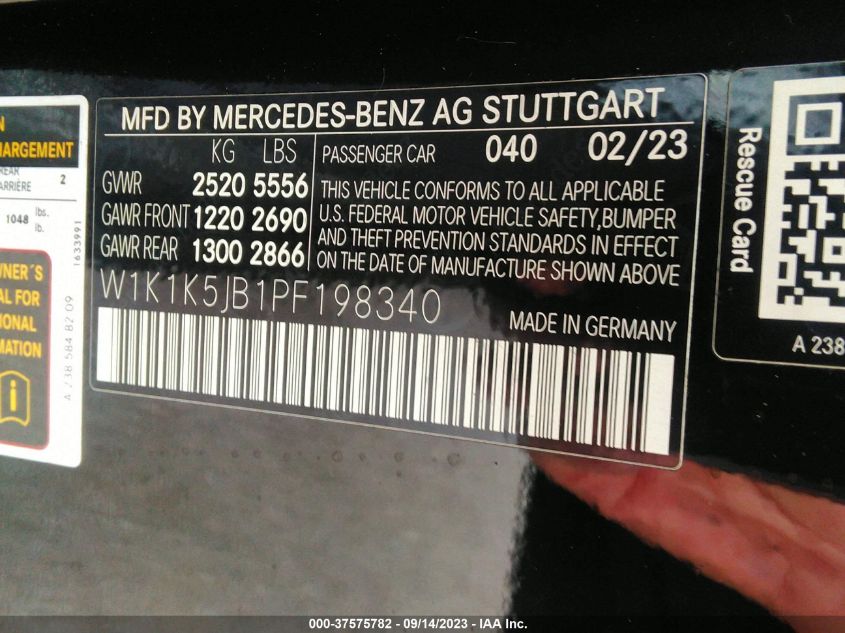 N
HARGEMENT
REAR
ARRIÈRE 2
1048 lbs.
lb.
1633991
WNER´S
AL FOR
IONAL
MATION
A 238 584 82 09
MFD BY MERCEDES-BENZ AG STUTTGART
KG LBS
GVWR 2520 5556
GAWR FRONT 1220 2690
GAWR REAR 1300 2866
PASSENGER CAR 040 02/23
THIS VEHICLE CONFORMS TO ALL APPLICABLE
U.S. FEDERAL MOTOR VEHICLE SAFETY,BUMPER
AND THEFT PREVENTION STANDARDS IN EFFECT
ON THE DATE OF MANUFACTURE SHOWN ABOVE
W1K1K5JB1PF198340
MADE IN GERMANY
Rescue Card
A 238
000-37575782 - 09/14/2023 - IAA Inc.